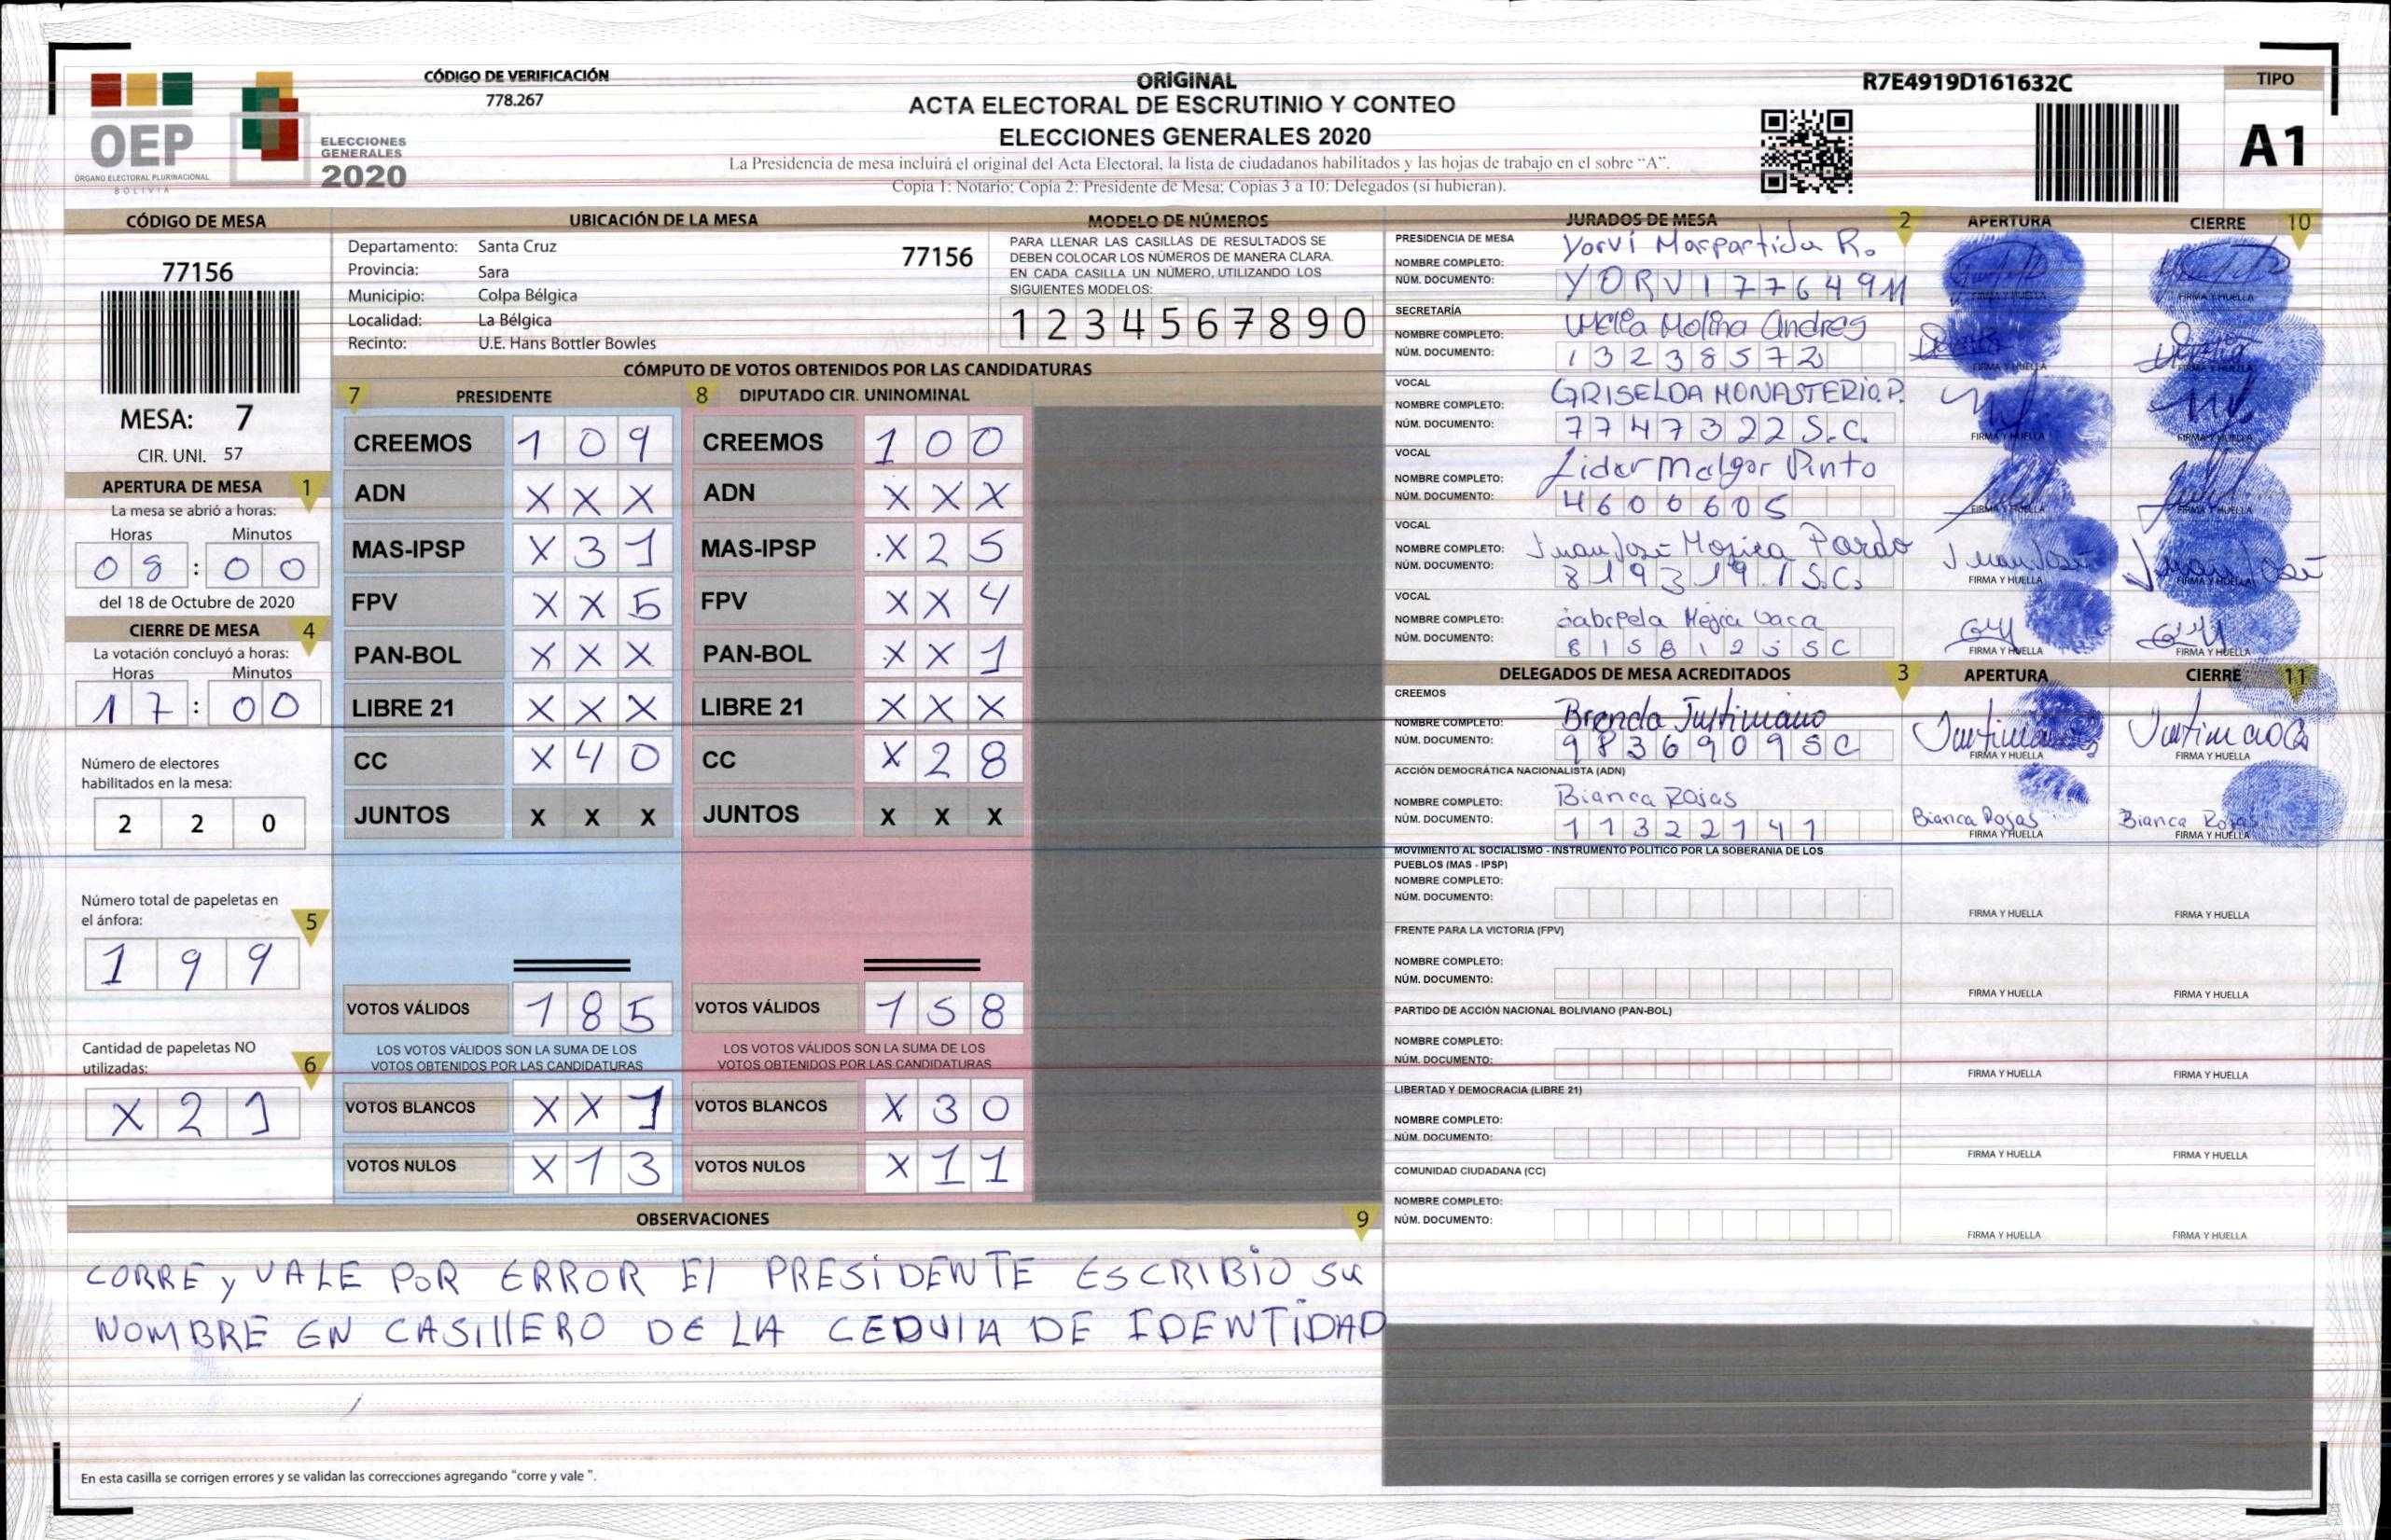 CÓDIGO DE VERIFICACIÓN
778.267
ORIGINAL
ACTA ELECTORAL DE ESCRUTINIO Y CONTEO
ELECCIONES GENERALES 2020
La Presidencia de mesa incluirá el original del Acta Electoral, la lista de ciudadanos habilitados y las hojas de trabajo en el sobre "A".
Copia 1: Notario; Copia 2: Presidente de Mesa; Copias 3 a 10: Delegados (si hubieran).
R7E4919D161632C
TIPO
A1
OEP
ÓRGANO ELECTORAL PLURINACIONAL
BOLIVIA
ELECCIONES
GENERALES
2020
CÓDIGO DE MESA
77156
MESA: 7
CIR. UNI. 57
APERTURA DE MESA 1
La mesa se abrió a horas:
Horas Minutos
08:00
del 18 de Octubre de 2020
CIERRE DE MESA 4
La votación concluyó a horas:
Horas Minutos
17:00
Número de electores
habilitados en la mesa:
2 2 0
Número total de papeletas en
el ánfora: 5
1 9 9
Cantidad de papeletas NO
utilizadas: 6
X 2 1
UBICACIÓN DE LA MESA
Departamento: Santa Cruz 77156
Provincia: Sara
Municipio: Colpa Bélgica
Localidad: La Bélgica
Recinto: U.E. Hans Bottler Bowles
MODELO DE NÚMEROS
PARA LLENAR LAS CASILLAS DE RESULTADOS SE
DEBEN COLOCAR LOS NÚMEROS DE MANERA CLARA.
EN CADA CASILLA UN NÚMERO, UTILIZANDO LOS
SIGUIENTES MODELOS:
1 2 3 4 5 6 7 8 9 0
CÓMPUTO DE VOTOS OBTENIDOS POR LAS CANDIDATURAS
7 PRESIDENTE
CREEMOS 1 0 9
ADN X X X
MAS-IPSP X 3 1
FPV X X 5
PAN-BOL X X X
LIBRE 21 X X X
CC X 4 0
JUNTOS X X X
VOTOS VÁLIDOS 1 8 5
LOS VOTOS VÁLIDOS SON LA SUMA DE LOS
VOTOS OBTENIDOS POR LAS CANDIDATURAS
VOTOS BLANCOS X X 1
VOTOS NULOS X 1 3
8 DIPUTADO CIR. UNINOMINAL
CREEMOS 1 0 0
ADN X X X
MAS-IPSP X 2 5
FPV X X 4
PAN-BOL X X 1
LIBRE 21 X X X
CC X 2 8
JUNTOS X X X
VOTOS VÁLIDOS 1 5 8
LOS VOTOS VÁLIDOS SON LA SUMA DE LOS
VOTOS OBTENIDOS POR LAS CANDIDATURAS
VOTOS BLANCOS X 3 0
VOTOS NULOS X 1 1
JURADOS DE MESA 2 APERTURA CIERRE 10
PRESIDENCIA DE MESA
NOMBRE COMPLETO: Yorvi Marpartida R.
NÚM. DOCUMENTO: YORVI77649
FIRMA Y HUELLA FIRMA Y HUELLA
SECRETARÍA
NOMBRE COMPLETO: Molina Andres
NÚM. DOCUMENTO: 13238572
FIRMA Y HUELLA FIRMA Y HUELLA
VOCAL
NOMBRE COMPLETO: GRISELDA MONASTERIO.P.
NÚM. DOCUMENTO: 7747322 S.C.
FIRMA Y HUELLA FIRMA Y HUELLA
VOCAL
NOMBRE COMPLETO: Lider Melgar Pinto
NÚM. DOCUMENTO: 4600605
FIRMA Y HUELLA FIRMA Y HUELLA
VOCAL
NOMBRE COMPLETO: Juan José Mojica Pardo
NÚM. DOCUMENTO: 8193191 S.C.
Juan José FIRMA Y HUELLA Juan José FIRMA Y HUELLA
VOCAL
NOMBRE COMPLETO: Gabriela Mejia Vaca
NÚM. DOCUMENTO:
FIRMA Y HUELLA FIRMA Y HUELLA
DELEGADOS DE MESA ACREDITADOS 3 APERTURA CIERRE 11
CREEMOS
NOMBRE COMPLETO: Brenda Justiniano
NÚM. DOCUMENTO: 9836909 SC
Justiniano FIRMA Y HUELLA Justiniano FIRMA Y HUELLA
ACCIÓN DEMOCRÁTICA NACIONALISTA (ADN)
NOMBRE COMPLETO: Bianca Rojas
NÚM. DOCUMENTO: 11322141
Bianca Rojas FIRMA Y HUELLA Bianca Rojas FIRMA Y HUELLA
MOVIMIENTO AL SOCIALISMO - INSTRUMENTO POLÍTICO POR LA SOBERANÍA DE LOS
PUEBLOS (MAS - IPSP)
NOMBRE COMPLETO:
NÚM. DOCUMENTO:
FIRMA Y HUELLA FIRMA Y HUELLA
FRENTE PARA LA VICTORIA (FPV)
NOMBRE COMPLETO:
NÚM. DOCUMENTO:
FIRMA Y HUELLA FIRMA Y HUELLA
PARTIDO DE ACCIÓN NACIONAL BOLIVIANO (PAN-BOL)
NOMBRE COMPLETO:
NÚM. DOCUMENTO:
FIRMA Y HUELLA FIRMA Y HUELLA
LIBERTAD Y DEMOCRACIA (LIBRE 21)
NOMBRE COMPLETO:
NÚM. DOCUMENTO:
FIRMA Y HUELLA FIRMA Y HUELLA
COMUNIDAD CIUDADANA (CC)
NOMBRE COMPLETO:
NÚM. DOCUMENTO:
FIRMA Y HUELLA FIRMA Y HUELLA
OBSERVACIONES 9
CORRE y VALE POR ERROR El PRESIDENTE ESCRIBIO su
NOMBRE EN CASILLERO DE LA CEDULA DE IDENTIDAD
En esta casilla se corrigen errores y se validan las correcciones agregando "corre y vale ".